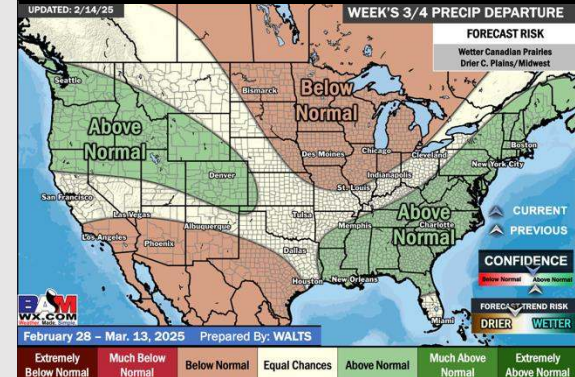 UPDATED: 2/14/25
WEEK'S 3/4 PRECIP DEPARTURE
FORECAST RISK
Wetter Canadian Prairies
Drier C. Plains/Midwest
Seattle
Bismarck
Below
Normal
Above
Normal
Boston
New York City
Des Moines
Chicago
Cleveland
Denver
Indianapolis
St. Louis
San Francisco
Las Vegas
Tulsa
Memphis
Above
Normal
Charlotte
Los Angeles
Albuquerque
Phoenix
Dallas
Houston
New Orleans
Miami
CURRENT
PREVIOUS
CONFIDENCE
Below Normal
Above Normal
FORECAST TREND RISK
DRIER
WETTER
BAM
WX.COM
Weather. Made. Simple.
February 28 – Mar. 13, 2025
Prepared By: WALTS
Extremely
Below Normal
Much Below
Normal
Below Normal
Equal Chances
Above Normal
Much Above
Normal
Extremely
Above Normal